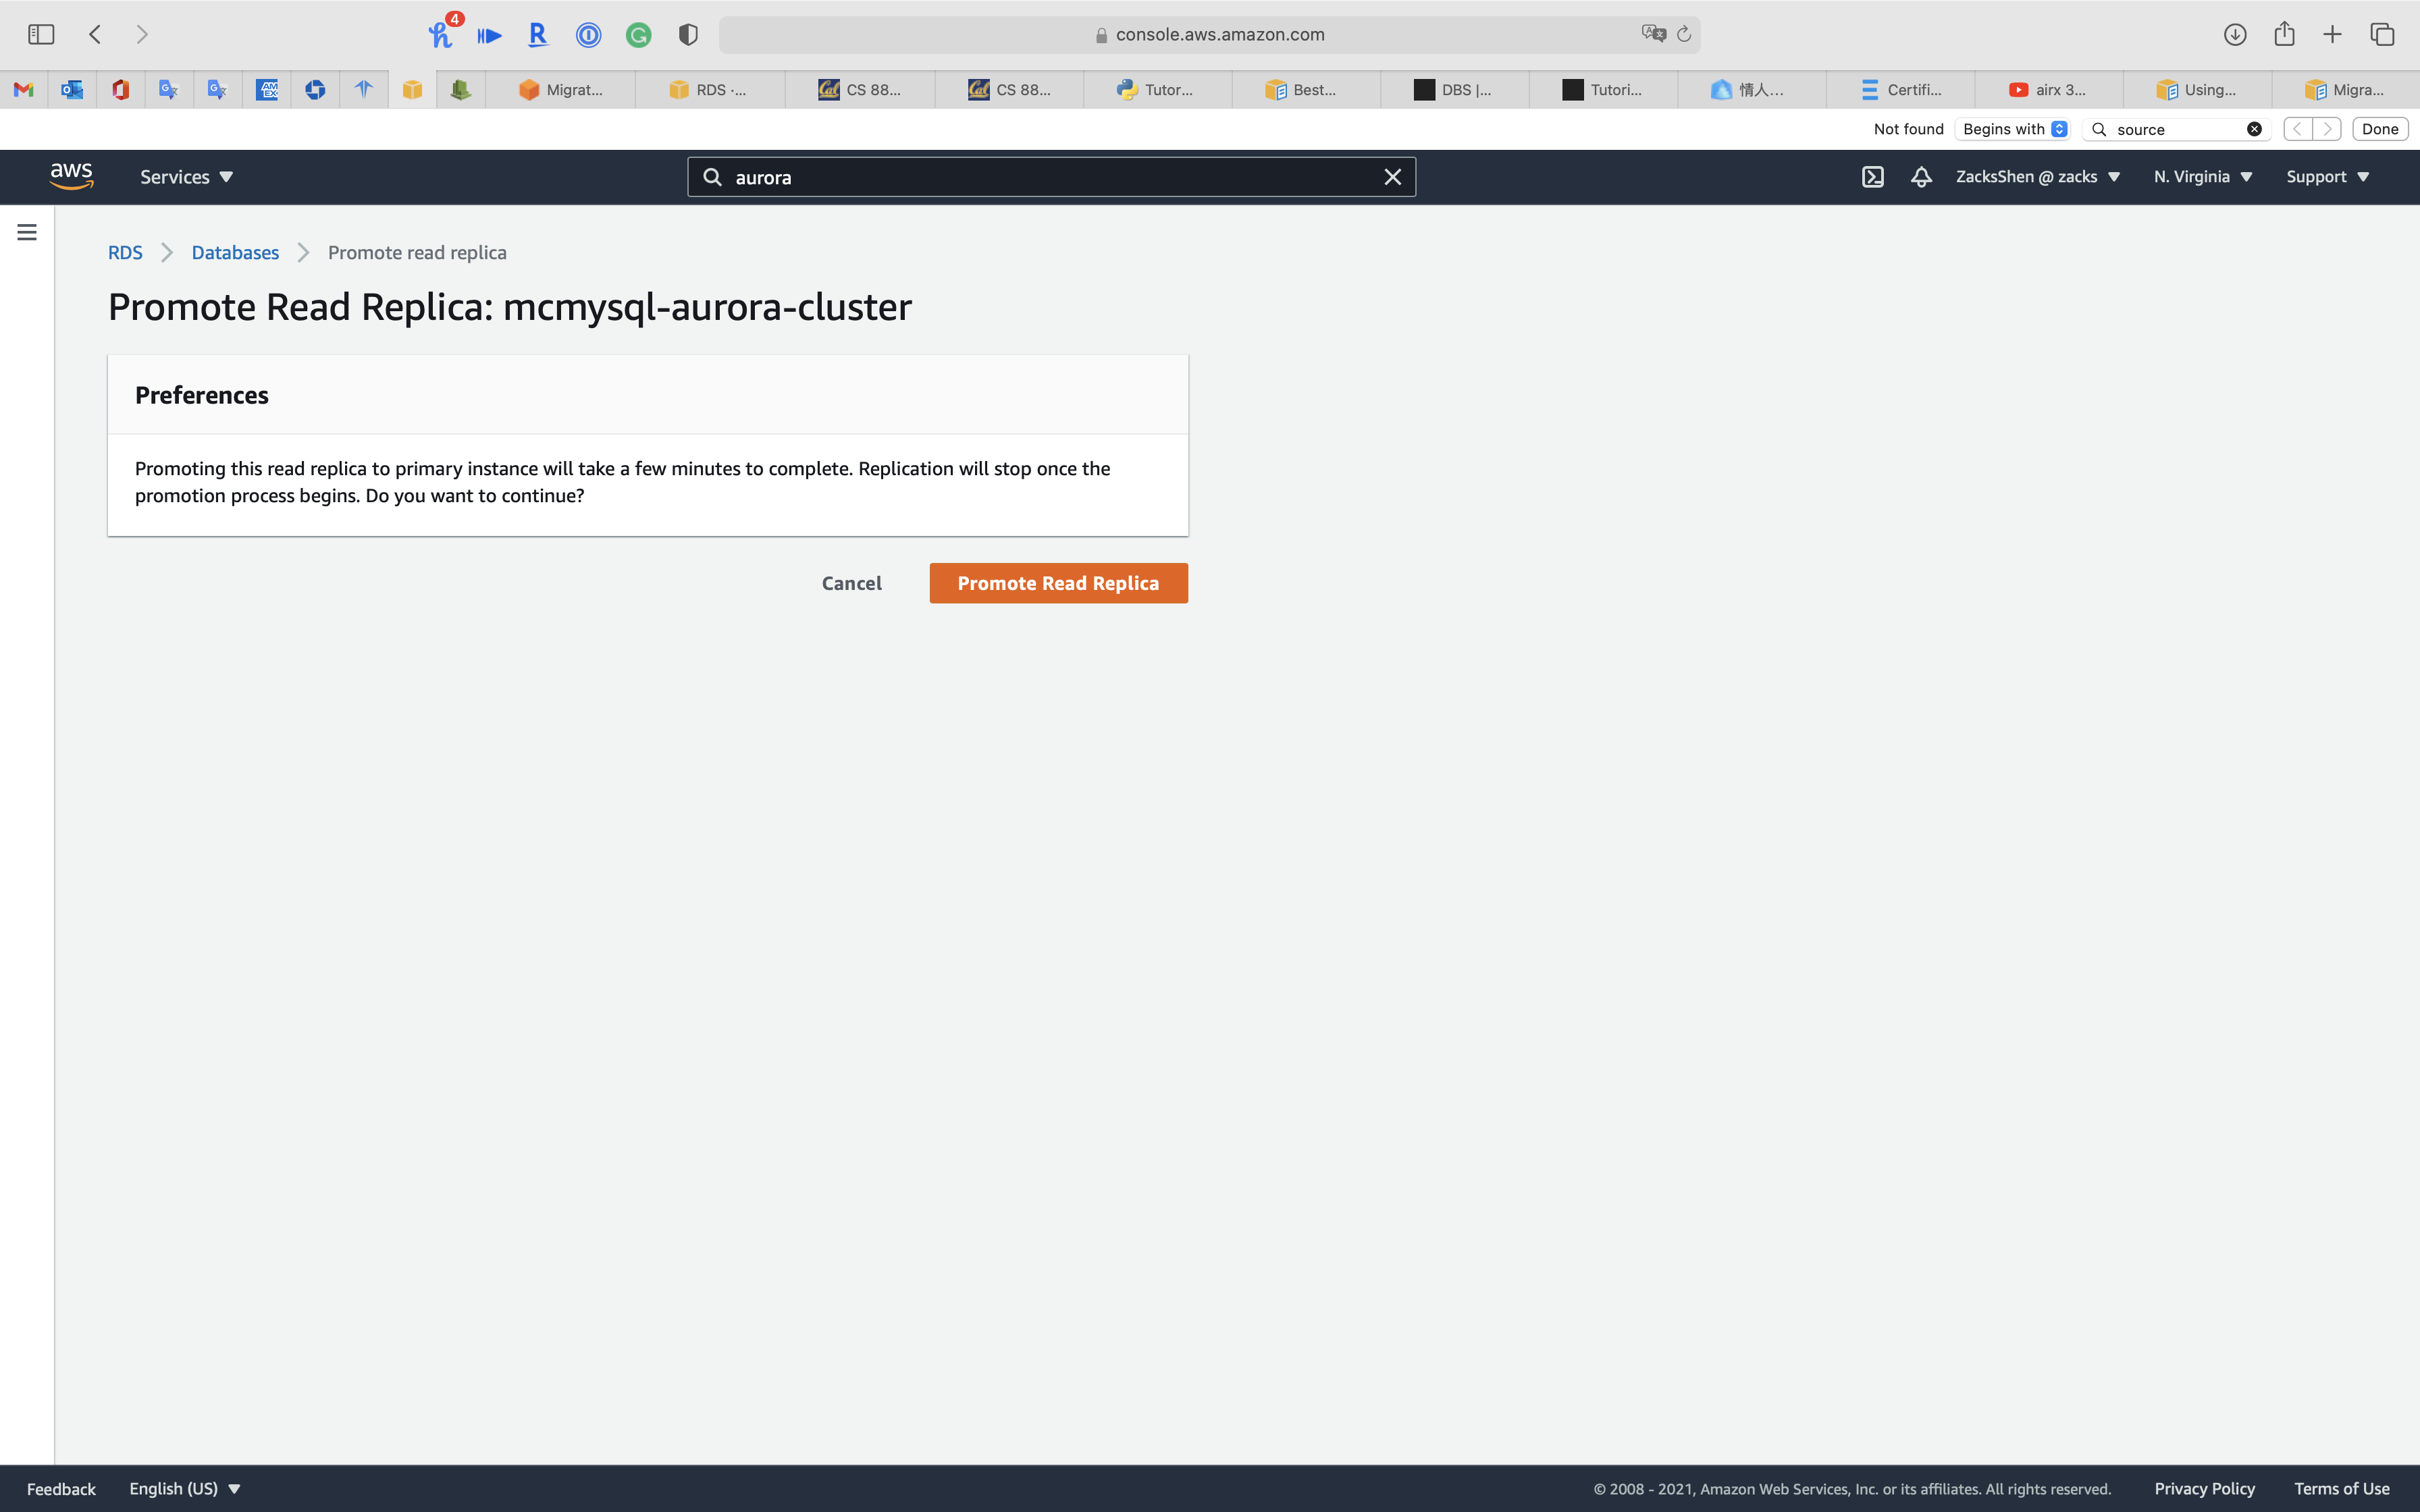 4
console.aws.amazon.com
Migrat...
RDS ·...
CS 88...
CS 88...
Tutor...
Best...
DBS |...
Tutori...
情人...
Certifi...
airx 3...
Using...
Migra...
Not found
Begins with
source
Done
aws
Services
aurora
ZacksShen @ zacks
N. Virginia
Support
RDS
Databases
Promote read replica
Promote Read Replica: mcmysql-aurora-cluster
Preferences
Promoting this read replica to primary instance will take a few minutes to complete. Replication will stop once the
promotion process begins. Do you want to continue?
Cancel
Promote Read Replica
Feedback
English (US)
© 2008 - 2021, Amazon Web Services, Inc. or its affiliates. All rights reserved.
Privacy Policy
Terms of Use